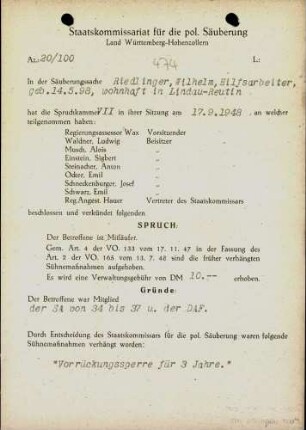 Staatskommissariat für die pol. Säuberung
Land Württemberg-Hohenzollern
Az. 20/100
L:
474
In der Säuberungssache Riedlinger, Wilhelm, Hilfsarbeiter,
geb. 14.5.98, wohnhaft in Lindau-Reutin
hat die Spruchkammer VII in ihrer Sitzung am 17.9.1948 an welcher
teilgenommen haben:
Regierungsassessor Wax Vorsitzender
Waldner, Ludwig Beisitzer
Musch, Alois "
Einstein, Sigbert "
Steinacher, Anton "
Ocker, Emil "
Schneckenburger, Josef "
Schwarz, Emil "
Reg.Angest. Hauer Vertreter des Staatskommissars
beschlossen und verkündet folgenden
SPRUCH:
Der Betroffene ist Mitläufer.
Gem. Art. 4 der VO. 133 vom 17. 11. 47 in der Fassung des
Art. 2 der VO. 165 vom 13. 7. 48 sind die früher verhängten
Sühnemaßnahmen aufgehoben.
Es wird eine Verwaltungsgebühr von DM 10.-- erhoben.
Gründe:
Der Betroffene war Mitglied
der SA von 34 bis 37 u. der DAF.
Durch Entscheidung des Staatskommissars für die pol. Säuberung waren folgende
Sühnemaßnahmen verhängt worden:
"Vorrückungssperre für 3 Jahre."